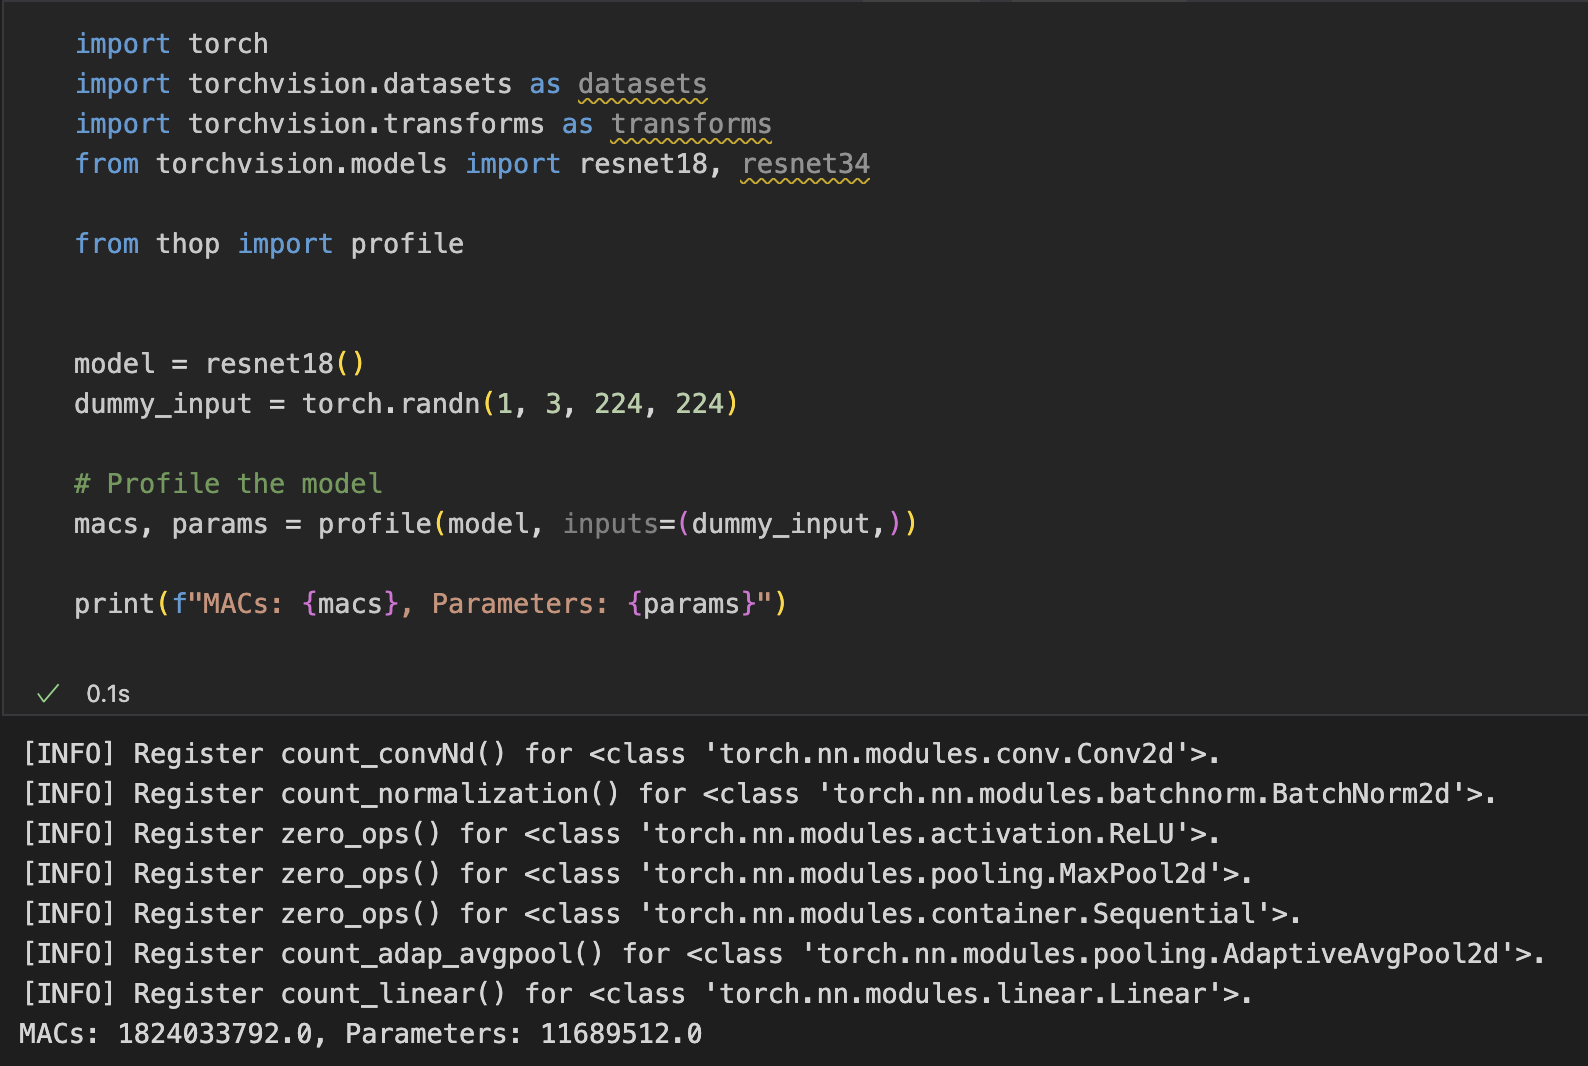 import torch
import torchvision.datasets as datasets
import torchvision.transforms as transforms
from torchvision.models import resnet18, resnet34
from thop import profile
model = resnet18()
dummy_input = torch.randn(1, 3, 224, 224)
# Profile the model
macs, params = profile(model, inputs=(dummy_input,))
print(f"MACs: {macs}, Parameters: {params}")
0.1s
[INFO] Register count_convNd() for <class 'torch.nn.modules.conv.Conv2d'>.
[INFO] Register count_normalization() for <class 'torch.nn.modules.batchnorm.BatchNorm2d'>.
[INFO] Register zero_ops() for <class 'torch.nn.modules.activation.ReLU'>.
[INFO] Register zero_ops() for <class 'torch.nn.modules.pooling.MaxPool2d'>.
[INFO] Register zero_ops() for <class 'torch.nn.modules.container.Sequential'>.
[INFO] Register count_adap_avgpool() for <class 'torch.nn.modules.pooling.AdaptiveAvgPool2d'>.
[INFO] Register count_linear() for <class 'torch.nn.modules.linear.Linear'>.
MACs: 1824033792.0, Parameters: 11689512.0